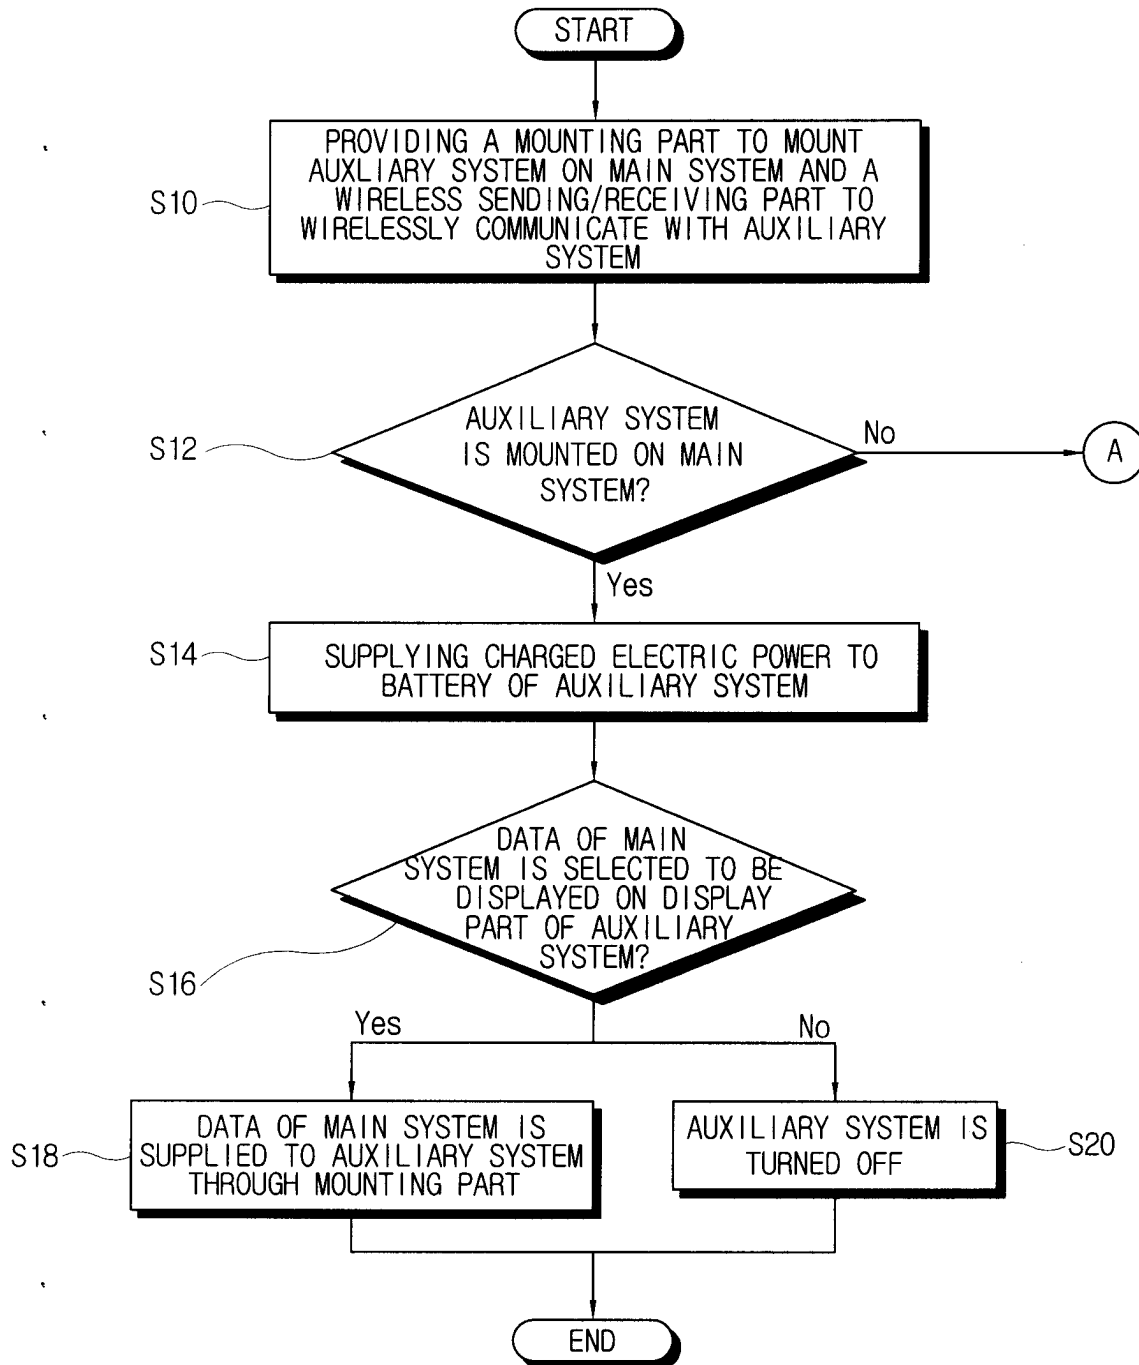 START
PROVIDING A MOUNTING PART TO MOUNT
AUXLIARY SYSTEM ON MAIN SYSTEM AND A
WIRELESS SENDING/RECEIVING PART TO
WIRELESSLY COMMUNICATE WITH AUXILIARY
SYSTEM
S10
AUXILIARY SYSTEM
IS MOUNTED ON MAIN
SYSTEM?
S12
No
A
Yes
S14
SUPPLYING CHARGED ELECTRIC POWER TO
BATTERY OF AUXILIARY SYSTEM
DATA OF MAIN
SYSTEM IS SELECTED TO BE
DISPLAYED ON DISPLAY
PART OF AUXILIARY
SYSTEM?
S16
Yes
No
DATA OF MAIN SYSTEM IS
SUPPLIED TO AUXILIARY SYSTEM
THROUGH MOUNTING PART
S18
AUXILIARY SYSTEM IS
TURNED OFF
S20
END